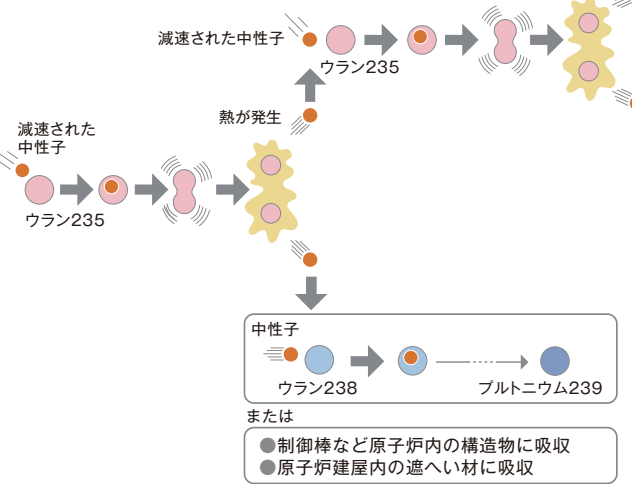 減速された中性子
ウラン235
熱が発生
減速された
中性子
ウラン235
中性子
ウラン238
プルトニウム239
または
●制御棒など原子炉内の構造物に吸収
●原子炉建屋内の遮へい材に吸収